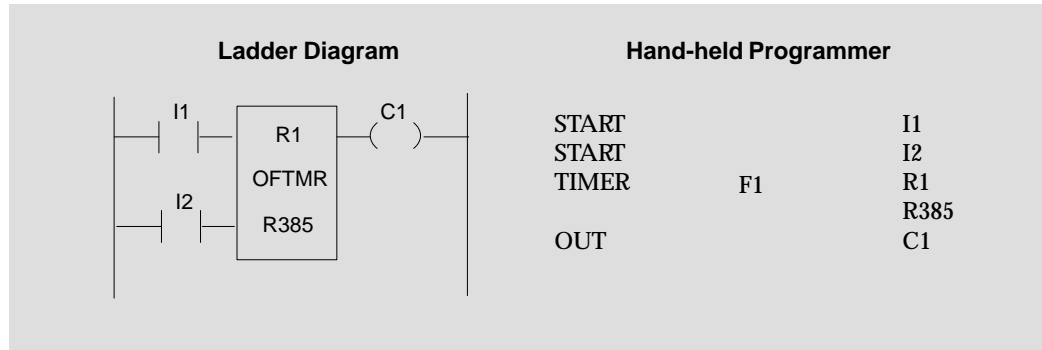 Ladder Diagram
I1
R1
C1
OFTMR
I2
R385
Hand-held Programmer
START I1
START I2
TIMER F1 R1
R385
OUT C1